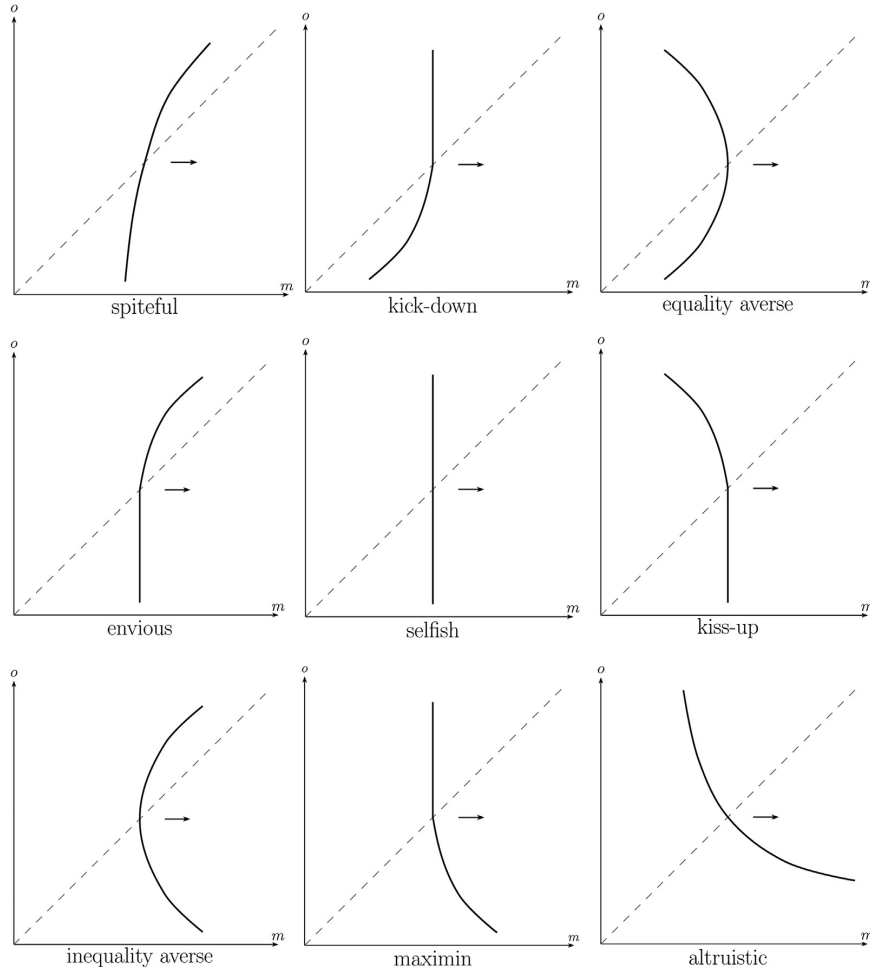 o o o
m m m
spiteful kick-down equality averse
o o o
m m m
envious selfish kiss-up
o o o
m m m
inequality averse maximin altruistic